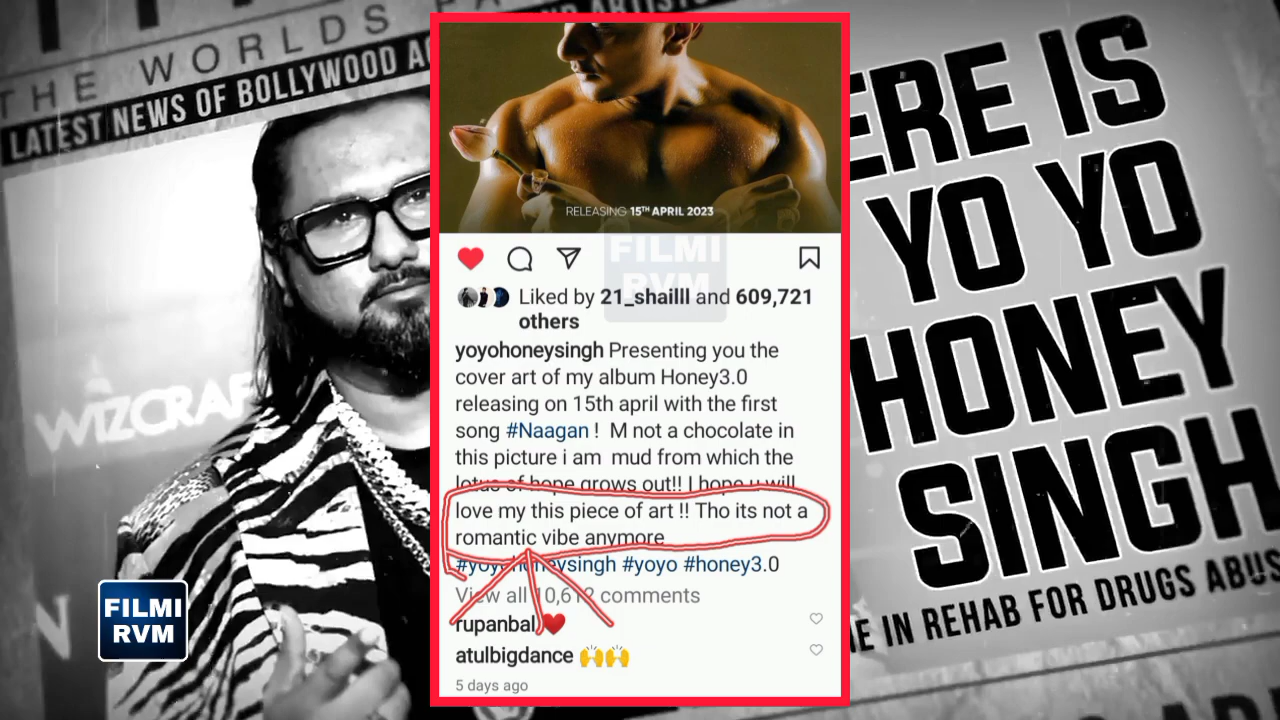 THE WORLDS
LATEST NEWS OF BOLLYWOOD
WIZCRAF
FILMI
RVM
RELEASING 15TH APRIL 2023
FILMI
RVM
Liked by 21_shailll and 609,721
others
yoyohoneysingh Presenting you the
cover art of my album Honey3.0
releasing on 15th april with the first
song #Naagan ! M not a chocolate in
this picture i am mud from which the
lotus of hope grows out!! I hope u will
love my this piece of art !! Tho its not a
romantic vibe anymore
#yoyohoneysingh #yoyo #honey3.0
View all 10,612 comments
rupanbal ❤️
atulbigdance 🙌🙌
5 days ago
ERE IS
YO YO
HONEY
SINGH
E IN REHAB FOR DRUGS ABUS